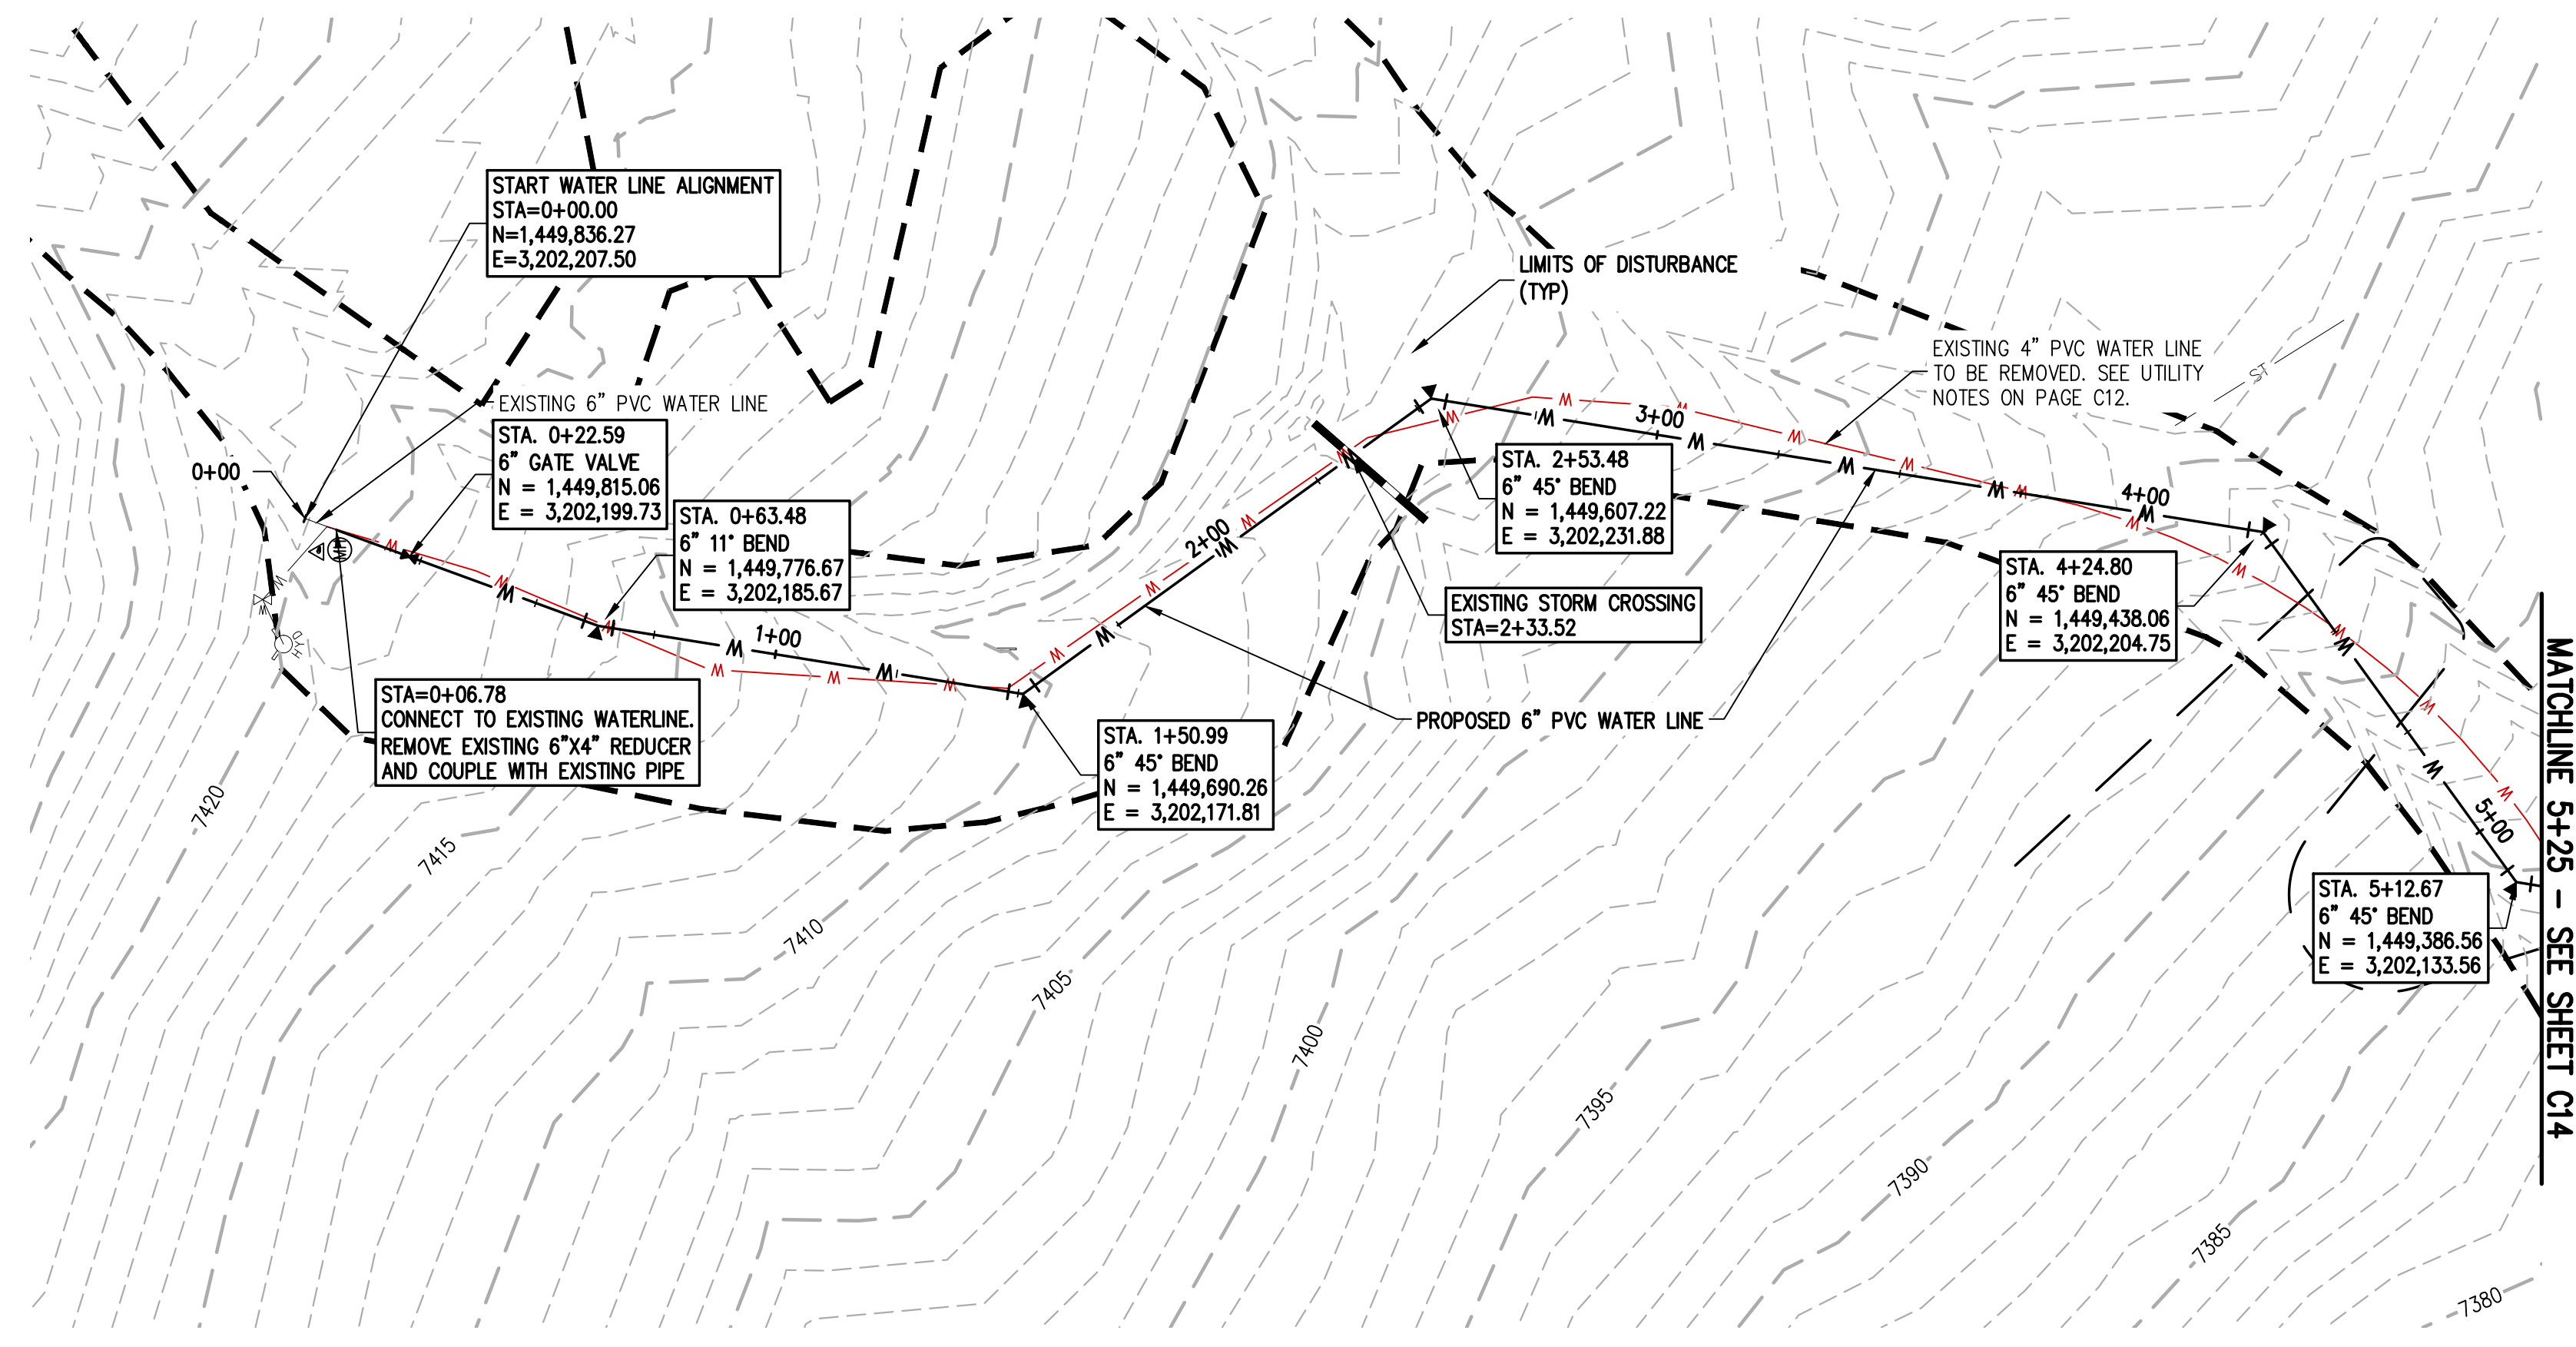 START WATER LINE ALIGNMENT
STA=0+00.00
N=1,449,836.27
E=3,202,207.50
LIMITS OF DISTURBANCE
(TYP)
EXISTING 4" PVC WATER LINE
TO BE REMOVED. SEE UTILITY
NOTES ON PAGE C12.
ST
EXISTING 6" PVC WATER LINE
STA. 0+22.59
6" GATE VALVE
N = 1,449,815.06
E = 3,202,199.73
0+00
STA. 0+63.48
6" 11° BEND
N = 1,449,776.67
E = 3,202,185.67
1+00
2+00
3+00
4+00
5+00
STA. 2+53.48
6" 45° BEND
N = 1,449,607.22
E = 3,202,231.88
EXISTING STORM CROSSING
STA=2+33.52
STA. 4+24.80
6" 45° BEND
N = 1,449,438.06
E = 3,202,204.75
HYD
STA=0+06.78
CONNECT TO EXISTING WATERLINE.
REMOVE EXISTING 6"X4" REDUCER
AND COUPLE WITH EXISTING PIPE
PROPOSED 6" PVC WATER LINE
STA. 1+50.99
6" 45° BEND
N = 1,449,690.26
E = 3,202,171.81
STA. 5+12.67
6" 45° BEND
N = 1,449,386.56
E = 3,202,133.56
MATCHLINE 5+25 - SEE SHEET C14
7420
7415
7410
7405
7400
7395
7390
7385
7380
W W W W W W W W W W W W W W W W W W W W
W W W W W W W W W W W W